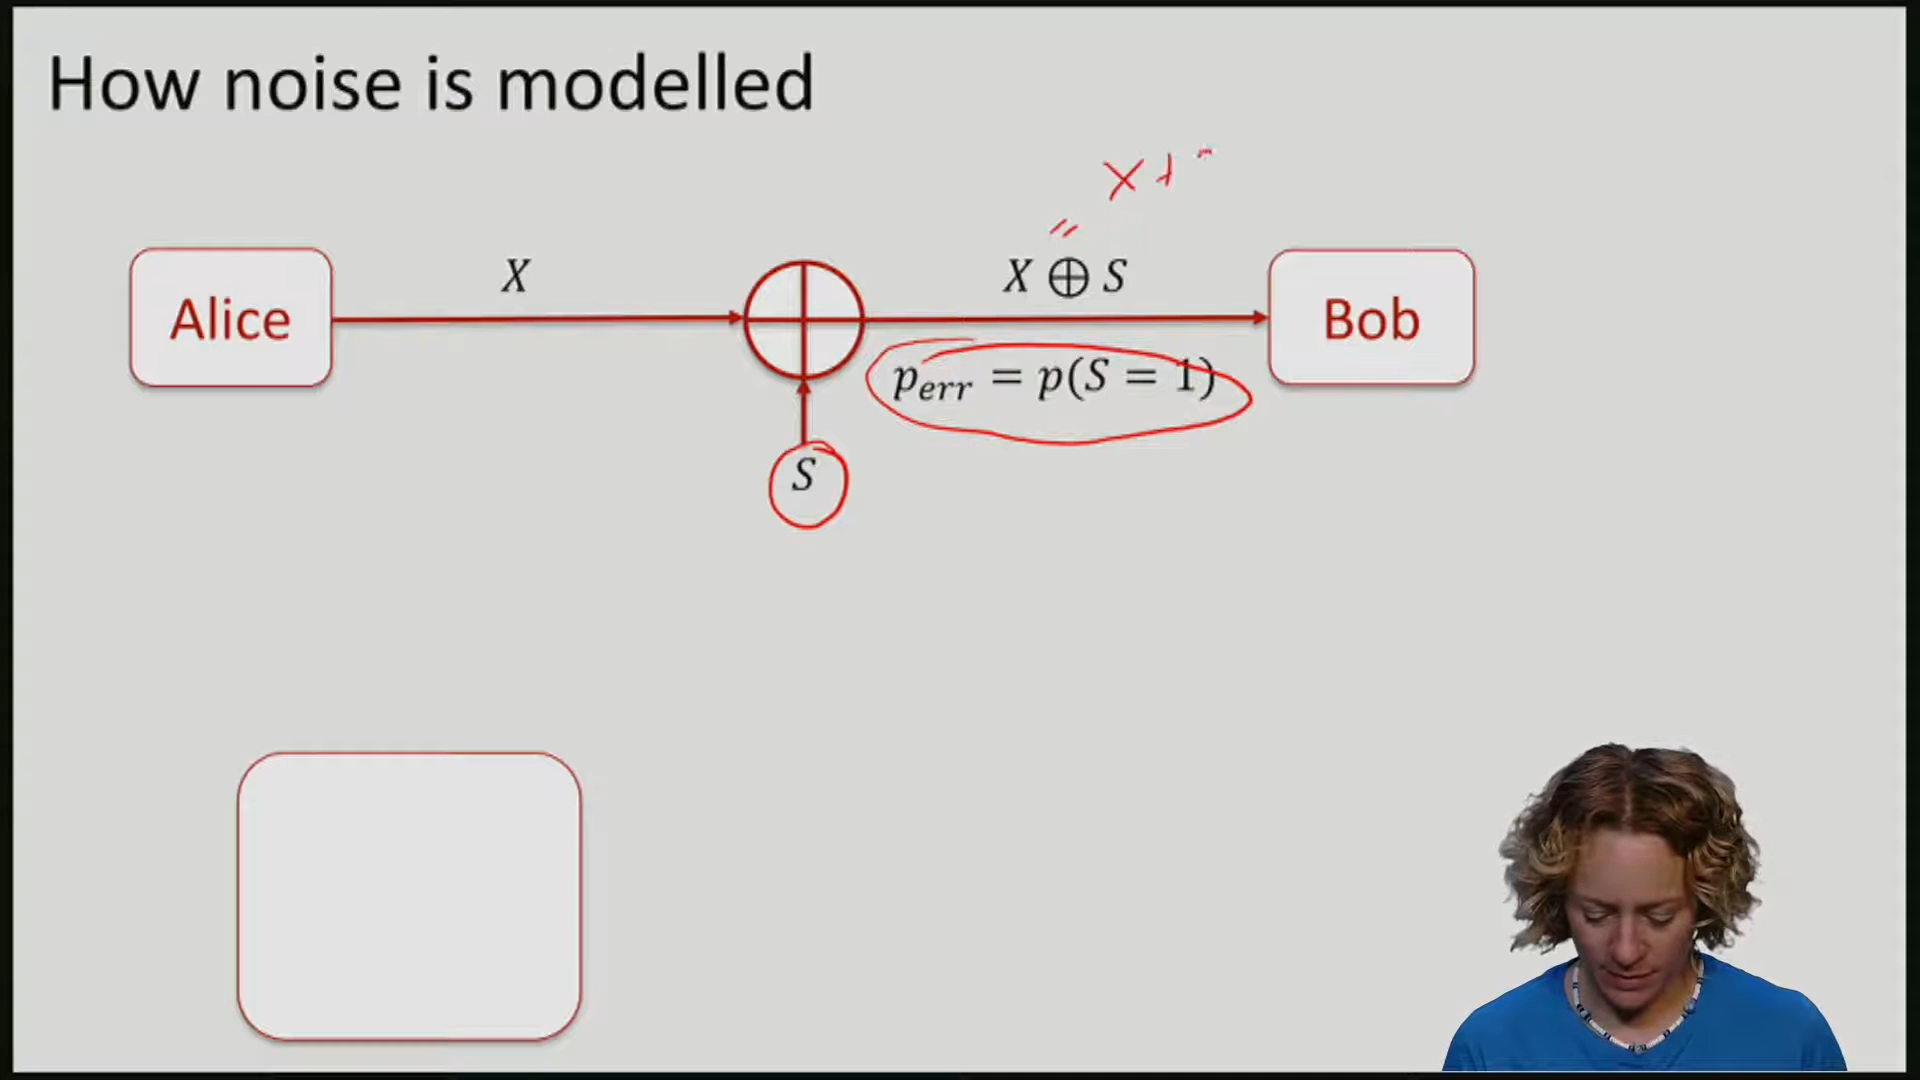 How noise is modelled
X +
"
Alice
X
X ⊕ S
Bob
p_err = p(S = 1)
S